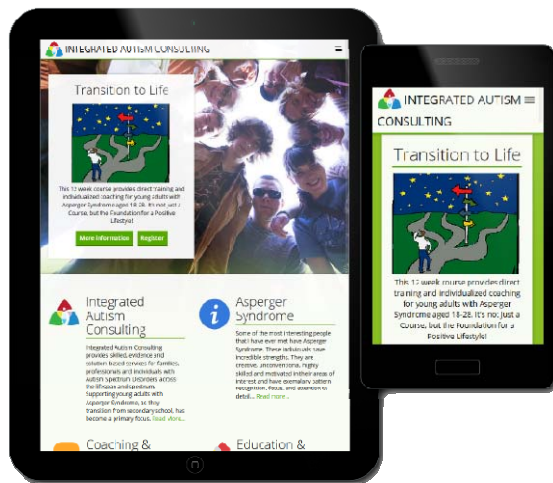 INTEGRATED AUTISM CONSULTING
Transition to Life
This 12 week course provides direct training and
individualized coaching for young adults with
Asperger Syndrome aged 18-28. It's not just a
Course, but the Foundation for a Positive
Lifestyle!
More Information Register
Integrated
Autism
Consulting
Integrated Autism Consulting
provides skilled, evidence and
solution-based services for families,
professionals and individuals with
Autism Spectrum Disorders across
the lifespan and spectrum.
Supporting young adults with
Asperger Syndrome, as they
transition from secondary school, has
become a primary focus. Read More...
Asperger
Syndrome
Some of the most interesting people
that I have ever met have Asperger
Syndrome. These individuals have
incredible strengths. They are
creative, unconventional, highly
skilled and motivated in their areas of
interest and have exemplary pattern
recognition, focus, and attention to
detail... Read more...
Coaching &
Education &
INTEGRATED AUTISM
CONSULTING
Transition to Life
This 12 week course provides direct
training and individualized coaching
for young adults with Asperger
Syndrome aged 18-28. It's not just a
Course, but the Foundation for a
Positive Lifestyle!